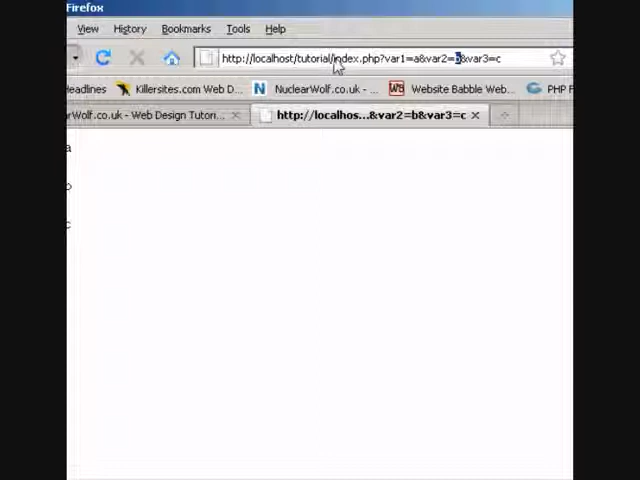 Firefox
View History Bookmarks Tools Help
http://localhost/tutorial/index.php?var1=a&var2=b&var3=c
Headlines Killersites.com Web D... NuclearWolf.co.uk - ... Website Babble Web... PHP F
arWolf.co.uk - Web Design Tutori... http://localhos...&var2=b&var3=c
a
b
c